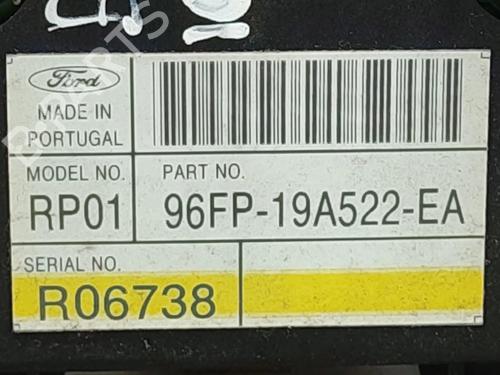 Ford
MADE IN
PORTUGAL
MODEL NO.
RP01
PART NO.
96FP-19A522-EA
SERIAL NO.
R06738